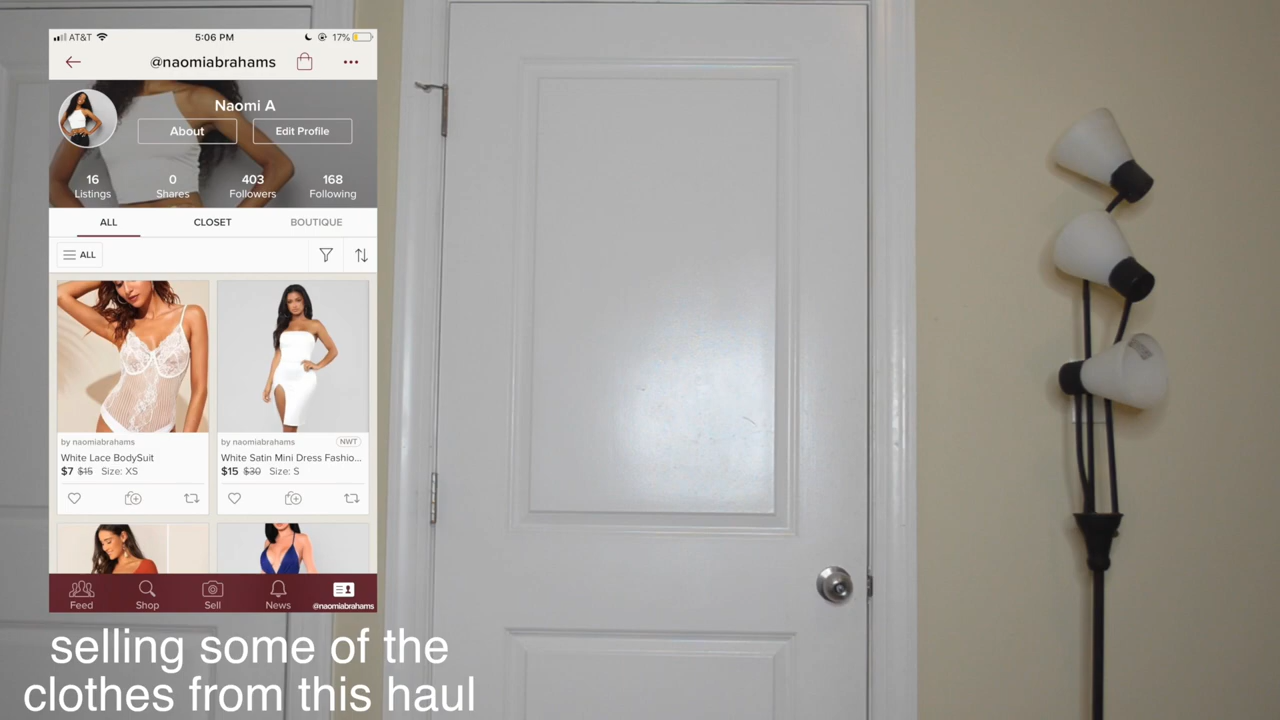 AT&T 5:06 PM 17%
@naomiabrahams
Naomi A
About Edit Profile
16 0 403 168
Listings Shares Followers Following
ALL CLOSET BOUTIQUE
ALL
by naomiabrahams
White Lace BodySuit
$7 $15 Size: XS
by naomiabrahams NWT
White Satin Mini Dress Fashio...
$15 $30 Size: S
Feed Shop Sell News @naomiabrahams
selling some of the
clothes from this haul